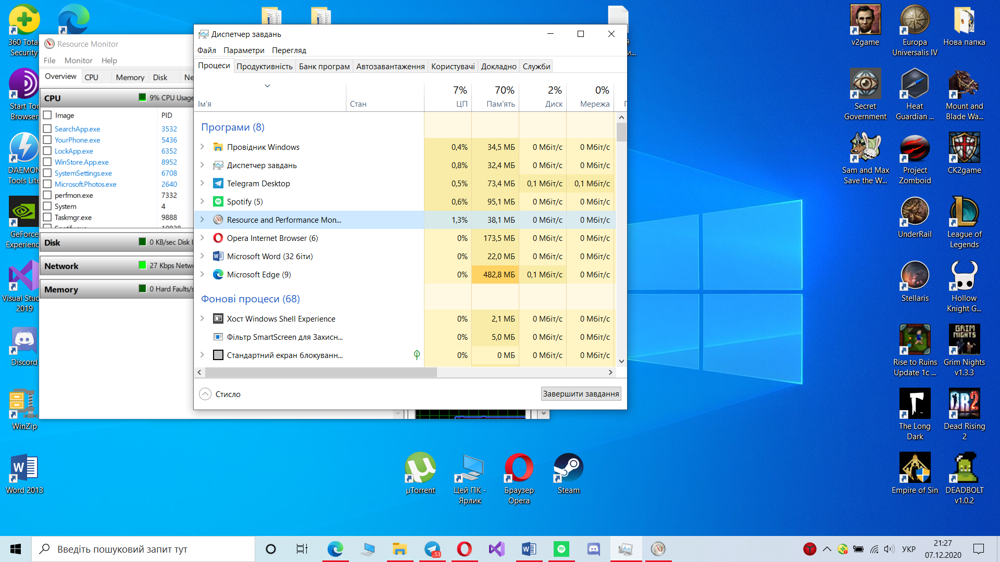 360 Total
Security
Start Tor
Browser
DAEMON
Tools Lite
GeForce
Experience
Visual Stud
2019
Discord
WinZip
Word 2013
Resource Monitor
File Monitor Help
Overview CPU Memory Disk Ne
CPU 9% CPU Usage
Image PID
SearchApp.exe 3532
YourPhone.exe 5436
LockApp.exe 6352
WinStore.App.exe 8952
SystemSettings.exe 6708
Microsoft.Photos.exe 2640
perfmon.exe 7332
System 4
Taskmgr.exe 9888
Disk 0 KB/sec Disk I
Network 27 Kbps Netwo
Memory 0 Hard Faults/s
Диспетчер завдань
Файл Параметри Перегляд
Процеси Продуктивність Банк програм Автозавантаження Користувачі Докладно Служби
7% 70% 2% 0%
Ім'я Стан ЦП Пам'ять Диск Мережа
Програми (8)
Провідник Windows 0,4% 34,5 МБ 0 Мбіт/с 0 Мбіт/с
Диспетчер завдань 0,8% 32,4 МБ 0 Мбіт/с 0 Мбіт/с
Telegram Desktop 0,5% 73,4 МБ 0,1 Мбіт/с 0,1 Мбіт/с
Spotify (5) 0,6% 95,1 МБ 0 Мбіт/с 0 Мбіт/с
Resource and Performance Mon... 1,3% 38,1 МБ 0 Мбіт/с 0 Мбіт/с
Opera Internet Browser (6) 0% 173,5 МБ 0 Мбіт/с 0 Мбіт/с
Microsoft Word (32 біти) 0% 22,0 МБ 0 Мбіт/с 0 Мбіт/с
Microsoft Edge (9) 0% 482,8 МБ 0,1 Мбіт/с 0 Мбіт/с
Фонові процеси (68)
Хост Windows Shell Experience 0% 2,1 МБ 0 Мбіт/с 0 Мбіт/с
Фільтр SmartScreen для Захисн... 0% 5,0 МБ 0 Мбіт/с 0 Мбіт/с
Стандартний екран блокуванн... 0% 0 МБ 0 Мбіт/с 0 Мбіт/с
Стисло
Завершити завдання
v2game
Europa
Universalis IV
Нова папка
Secret
Government
Heat
Guardian ...
Mount and
Blade Wa...
Sam and Max
Save the W...
Project
Zomboid
CK2game
UnderRail
League of
Legends
Stellaris
Hollow
Knight G...
Rise to Ruins
Update 1c ...
GRIM
NIGHTS
Grim Nights
v1.3.3
The Long
Dark
DR2
Dead Rising
2
Empire of Sin
DEADBOLT
v1.0.2
µTorrent
Цей ПК -
Ярлик
Браузер
Opera
Steam
Введіть пошуковий запит тут
..53
УКР
21:27
07.12.2020